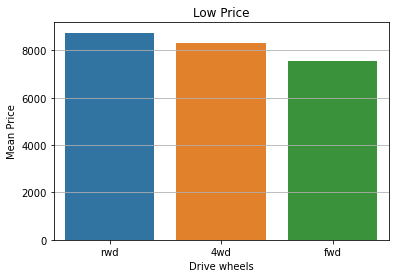 Low Price
Mean Price
8000
6000
4000
2000
0
rwd 4wd fwd
Drive wheels